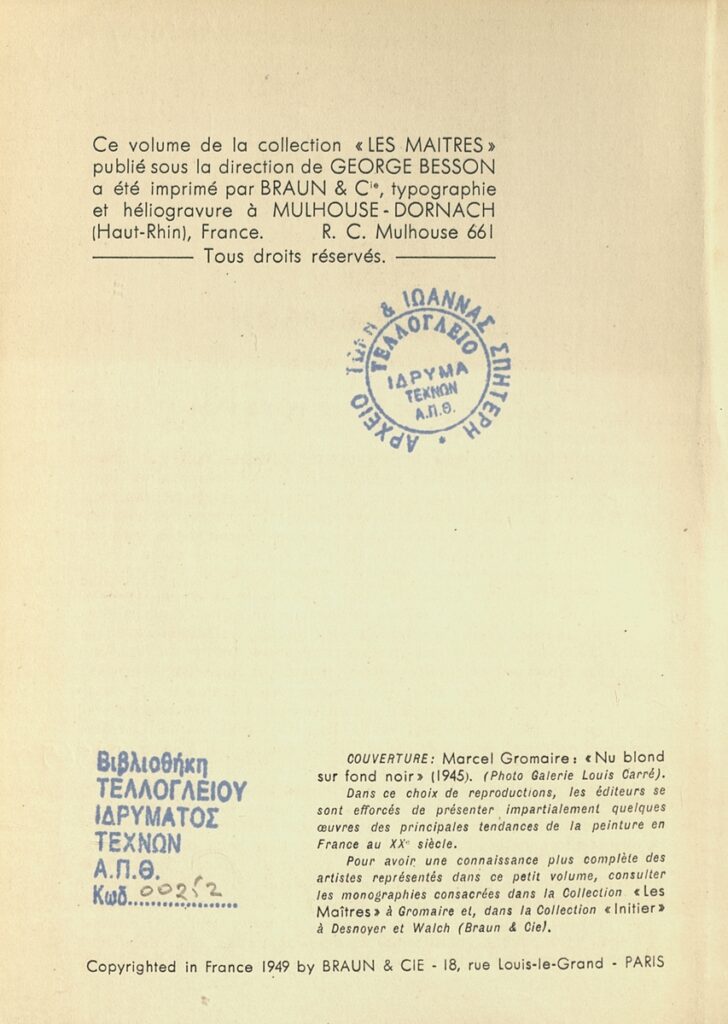 Ce volume de la collection « LES MAITRES »
publié sous la direction de GEORGE BESSON
a été imprimé par BRAUN & Cie, typographie
et héliogravure à MULHOUSE - DORNACH
(Haut-Rhin), France. R. C. Mulhouse 661
Tous droits réservés.
ΑΡΧΕΙΟ ΤΩΝΗ & ΙΩΑΝΝΑΣ ΣΠΗΤΕΡΗ
ΤΕΛΛΟΓΛΕΙΟ
ΙΔΡΥΜΑ
ΤΕΧΝΩΝ
Α.Π.Θ.
Βιβλιοθήκη
ΤΕΛΛΟΓΛΕΙΟΥ
ΙΔΡΥΜΑΤΟΣ
ΤΕΧΝΩΝ
Α.Π.Θ.
Κωδ. 00252
COUVERTURE: Marcel Gromaire : « Nu blond
sur fond noir » (1945). (Photo Galerie Louis Carré).
Dans ce choix de reproductions, les éditeurs se
sont efforcés de présenter impartialement quelques
œuvres des principales tendances de la peinture en
France au XXe siècle.
Pour avoir une connaissance plus complète des
artistes représentés dans ce petit volume, consulter
les monographies consacrées dans la Collection « Les
Maîtres » à Gromaire et, dans la Collection « Initier »
à Desnoyer et Walch (Braun & Cie).
Copyrighted in France 1949 by BRAUN & CIE - 18, rue Louis-le-Grand - PARIS